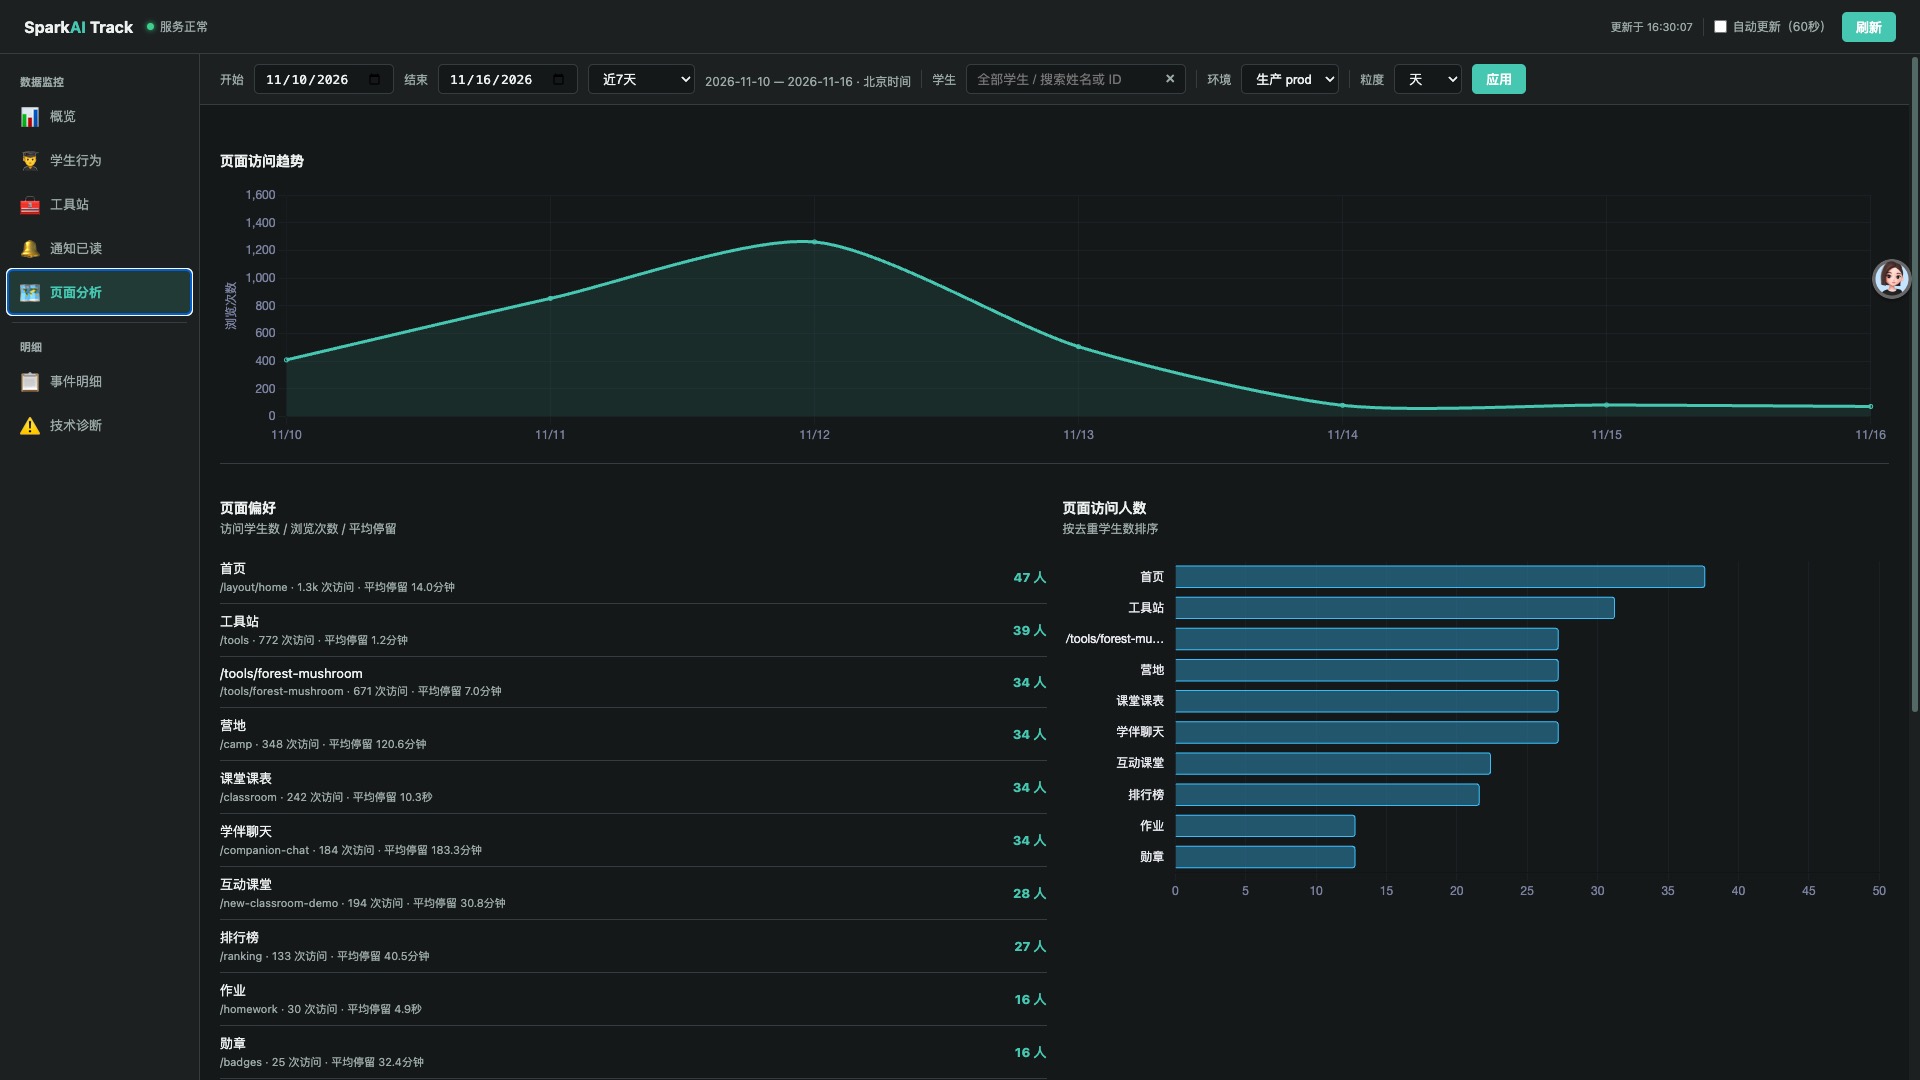 SparkAI Track 服务正常
更新于 16:30:07 自动更新（60秒） 刷新
数据监控
概览
学生行为
工具站
通知已读
页面分析
明细
事件明细
技术诊断
开始 11/10/2026 结束 11/16/2026 近7天 2026-11-10 — 2026-11-16 · 北京时间 学生 全部学生 / 搜索姓名或 ID × 环境 生产 prod 粒度 天 应用
页面访问趋势
浏览次数
1,600
1,400
1,200
1,000
800
600
400
200
0
11/10 11/11 11/12 11/13 11/14 11/15 11/16
页面偏好
访问学生数 / 浏览次数 / 平均停留
首页
/layout/home · 1.3k 次访问 · 平均停留 14.0分钟
47 人
工具站
/tools · 772 次访问 · 平均停留 1.2分钟
39 人
/tools/forest-mushroom
/tools/forest-mushroom · 671 次访问 · 平均停留 7.0分钟
34 人
营地
/camp · 348 次访问 · 平均停留 120.6分钟
34 人
课堂课表
/classroom · 242 次访问 · 平均停留 10.3秒
34 人
学伴聊天
/companion-chat · 184 次访问 · 平均停留 183.3分钟
34 人
互动课堂
/new-classroom-demo · 194 次访问 · 平均停留 30.8分钟
28 人
排行榜
/ranking · 133 次访问 · 平均停留 40.5分钟
27 人
作业
/homework · 30 次访问 · 平均停留 4.9秒
16 人
勋章
/badges · 25 次访问 · 平均停留 32.4分钟
16 人
页面访问人数
按去重学生数排序
首页
工具站
/tools/forest-mu...
营地
课堂课表
学伴聊天
互动课堂
排行榜
作业
勋章
0 5 10 15 20 25 30 35 40 45 50